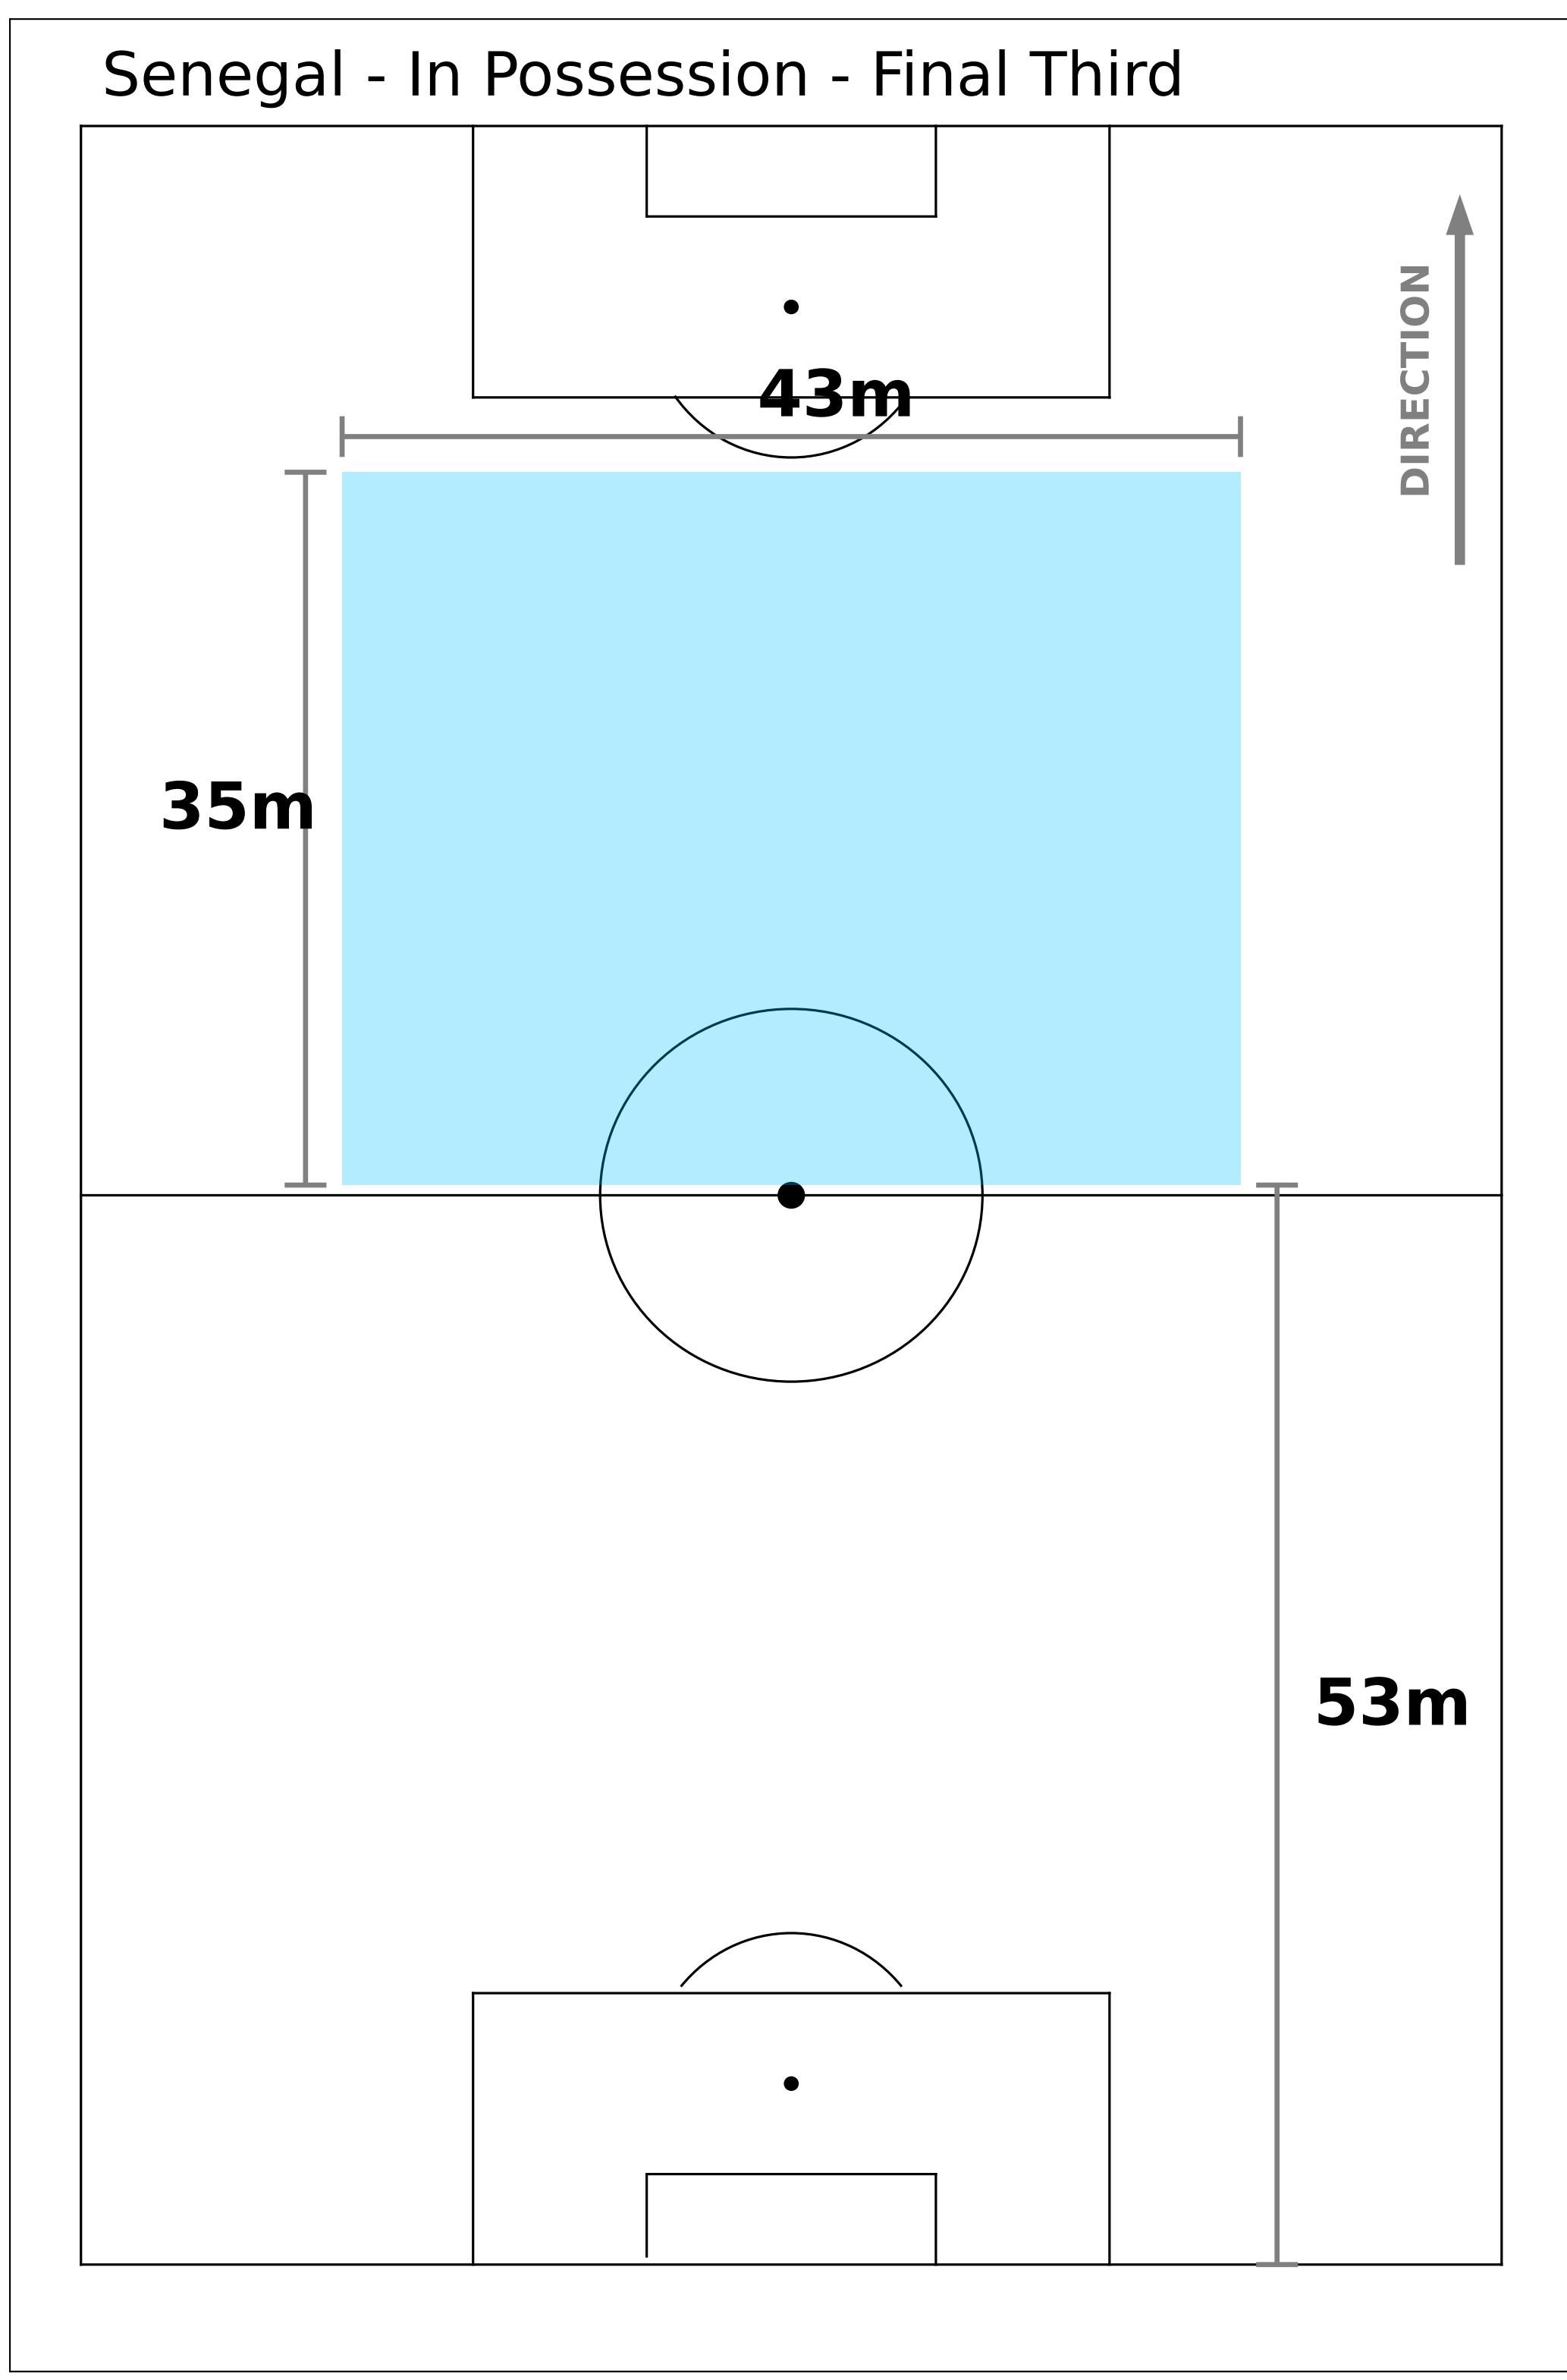 Senegal - In Possession - Final Third
DIRECTION
43m
35m
53m